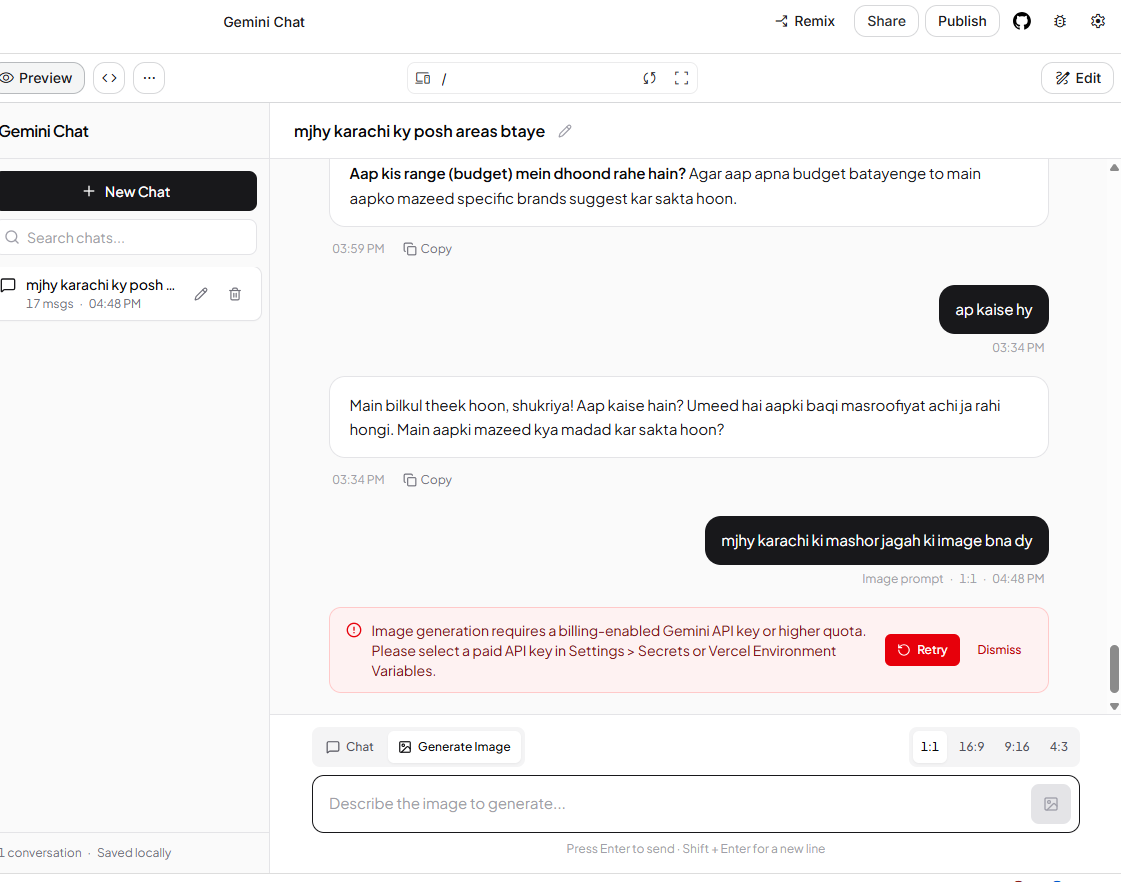 Gemini Chat
Remix
Share
Publish
Preview
/
Edit
Gemini Chat
New Chat
Search chats...
mjhy karachi ky posh ...
17 msgs · 04:48 PM
1 conversation · Saved locally
mjhy karachi ky posh areas btaye
Aap kis range (budget) mein dhoond rahe hain? Agar aap apna budget batayenge to main
aapko mazeed specific brands suggest kar sakta hoon.
03:59 PM Copy
ap kaise hy
03:34 PM
Main bilkul theek hoon, shukriya! Aap kaise hain? Umeed hai aapki baqi masroofiyat achi ja rahi
hongi. Main aapki mazeed kya madad kar sakta hoon?
03:34 PM Copy
mjhy karachi ki mashor jagah ki image bna dy
Image prompt · 1:1 · 04:48 PM
Image generation requires a billing-enabled Gemini API key or higher quota.
Please select a paid API key in Settings > Secrets or Vercel Environment
Variables.
Retry
Dismiss
Chat
Generate Image
1:1
16:9
9:16
4:3
Describe the image to generate...
Press Enter to send · Shift + Enter for a new line